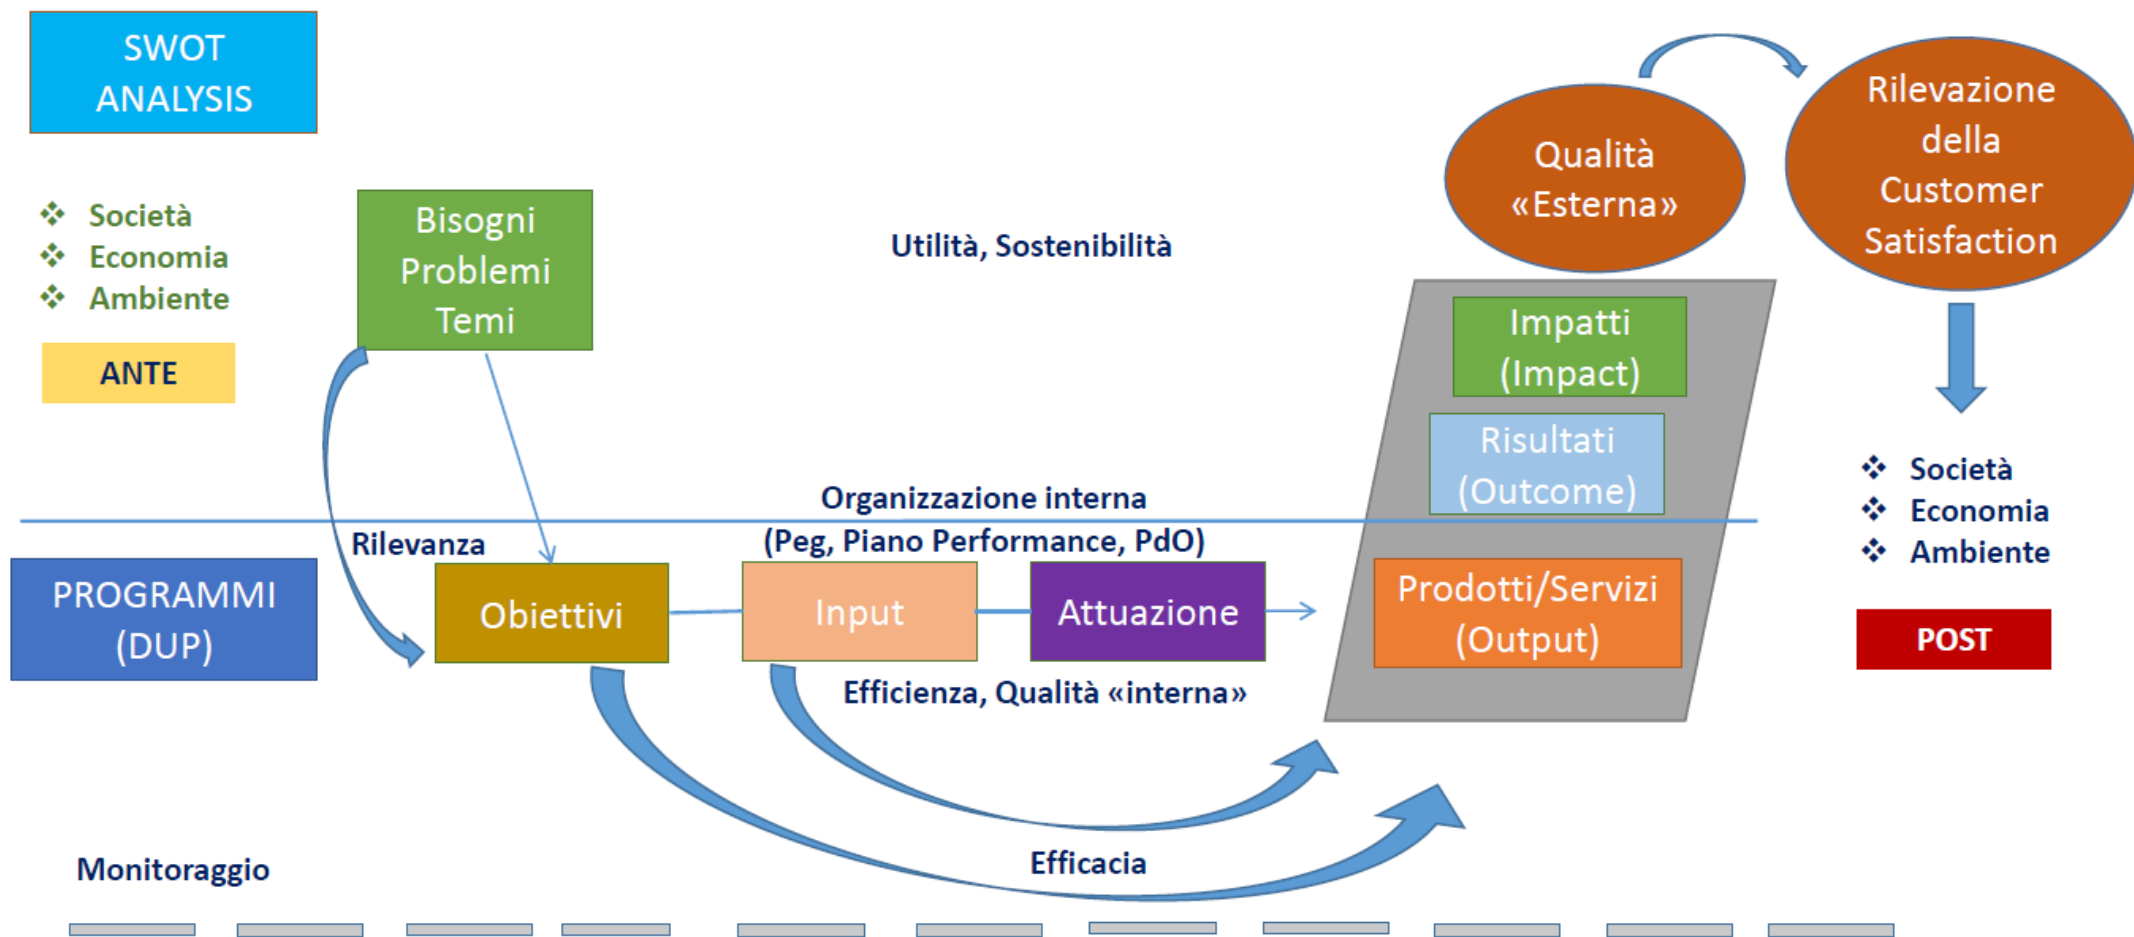 SWOT
ANALYSIS
❖ Società
❖ Economia
❖ Ambiente
ANTE
Bisogni
Problemi
Temi
Utilità, Sostenibilità
Qualità
«Esterna»
Rilevazione
della
Customer
Satisfaction
Impatti
(Impact)
Risultati
(Outcome)
Organizzazione interna
(Peg, Piano Performance, PdO)
Rilevanza
PROGRAMMI
(DUP)
Obiettivi
Input
Attuazione
Prodotti/Servizi
(Output)
Efficienza, Qualità «interna»
❖ Società
❖ Economia
❖ Ambiente
POST
Efficacia
Monitoraggio